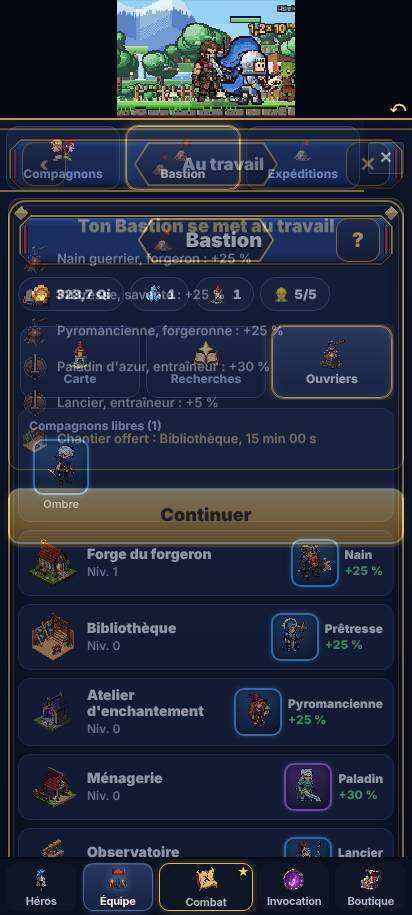 1,2×10
Compagnons
Bastion
Expéditions
Au travail
Ton Bastion se met au travail
Bastion
?
Nain guerrier, forgeron : +25 %
1
1
5/5
Pyromancienne, forgeronne : +25 %
Paladin d'azur, entraîneur : +30 %
Carte
Recherches
Ouvriers
Lancier, entraîneur : +5 %
Compagnons libres (1)
Chantier offert : Bibliothèque, 15 min 00 s
Ombre
Continuer
Forge du forgeron
Niv. 1
Nain
+25 %
Bibliothèque
Niv. 0
Prêtresse
+25 %
Atelier
d'enchantement
Niv. 0
Pyromancienne
+25 %
Ménagerie
Niv. 0
Paladin
+30 %
Observatoire
Lancier
Héros
Équipe
Combat
Invocation
Boutique